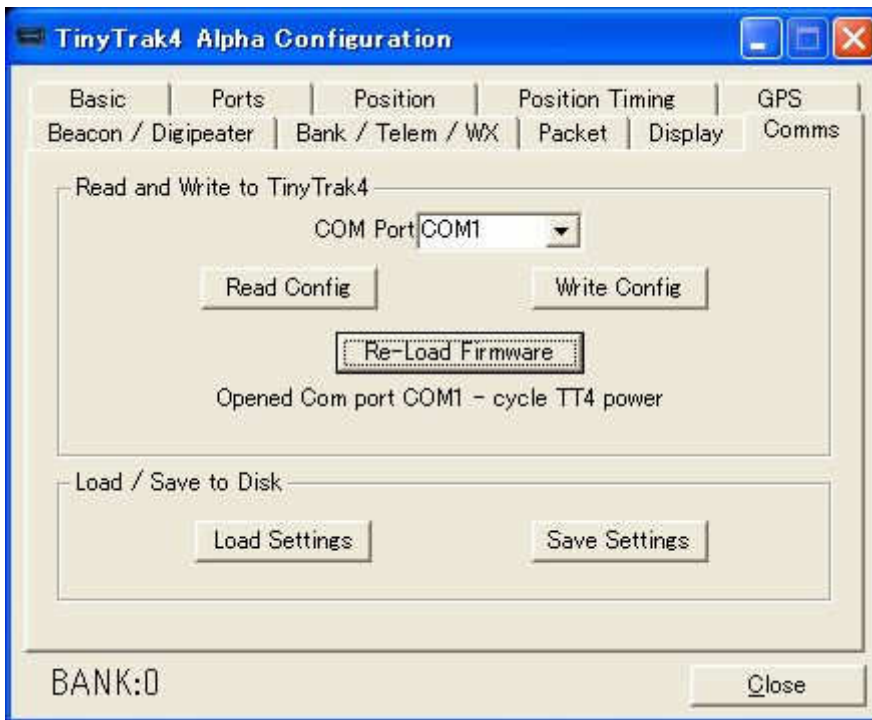 TinyTrak4 Alpha Configuration
Basic Ports Position Position Timing GPS
Beacon / Digipeater Bank / Telem / WX Packet Display Comms
Read and Write to TinyTrak4
COM Port COM1
Read Config Write Config
Re-Load Firmware
Opened Com port COM1 - cycle TT4 power
Load / Save to Disk
Load Settings Save Settings
BANK:0 Close